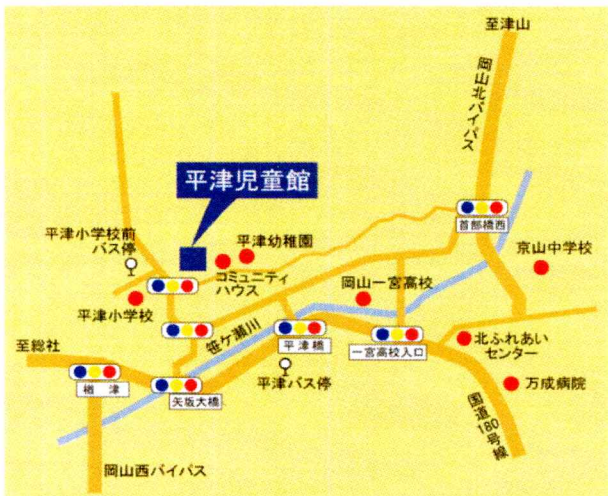 至津山
岡山北バイパス
平津児童館
首部橋西
平津小学校前
バス停
平津幼稚園
京山中学校
コミュニティ
ハウス
岡山一宮高校
平津小学校
笹ケ瀬川
平津橋
一宮高校入口
北ふれあい
センター
至総社
平津バス停
楢津
矢坂大橋
万成病院
国道180号線
岡山西バイパス